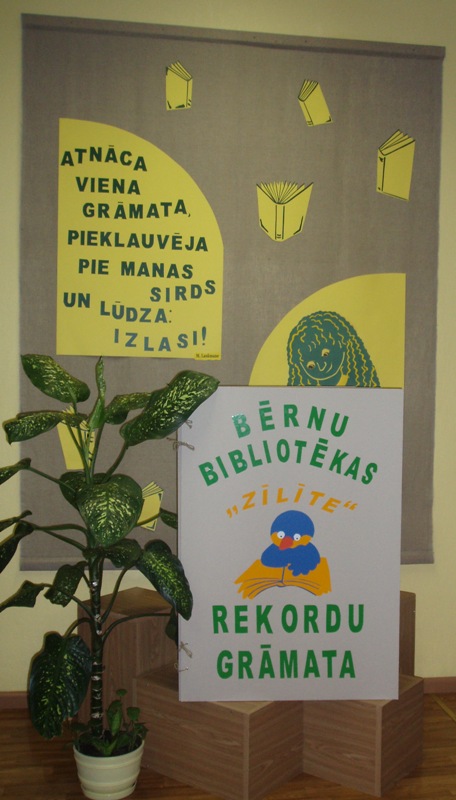 ATNĀCA
VIENA
GRĀMATA,
PIEKLAUVĒJA
PIE MANAS
SIRDS
UN LŪDZA:
IZLASI!
BĒRNU
BIBLIOTĒKAS
„ZĪLĪTE“
REKORDU
GRĀMATA